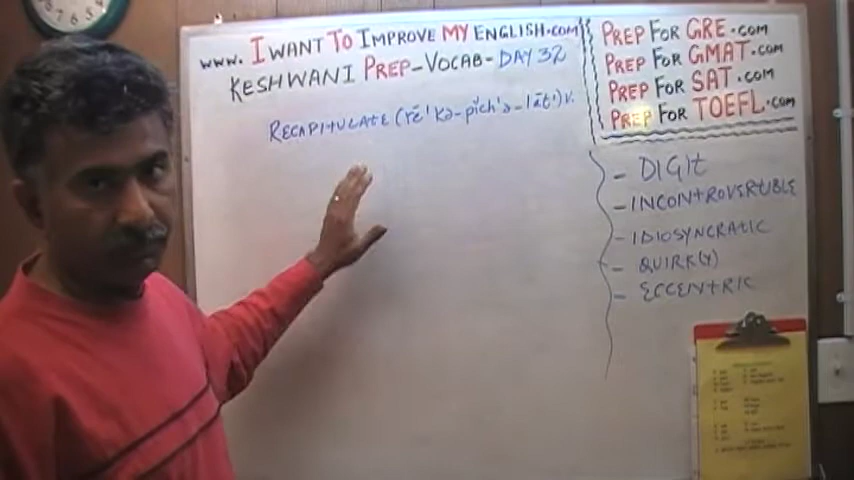 www. I WANT TO IMPROVE MY ENGLISH.com
KESHWANI PREP-VOCAB-DAY 32
RECAPITULATE (rē'kə-pĭch'ə-lāt') v.
PREP FOR GRE.com
PREP FOR GMAT.com
PREP FOR SAT.com
PREP FOR TOEFL.com
- DIGIT
- INCONTROVERTIBLE
- IDIOSYNCRATIC
- QUIRK(Y)
- ECCENTRIC